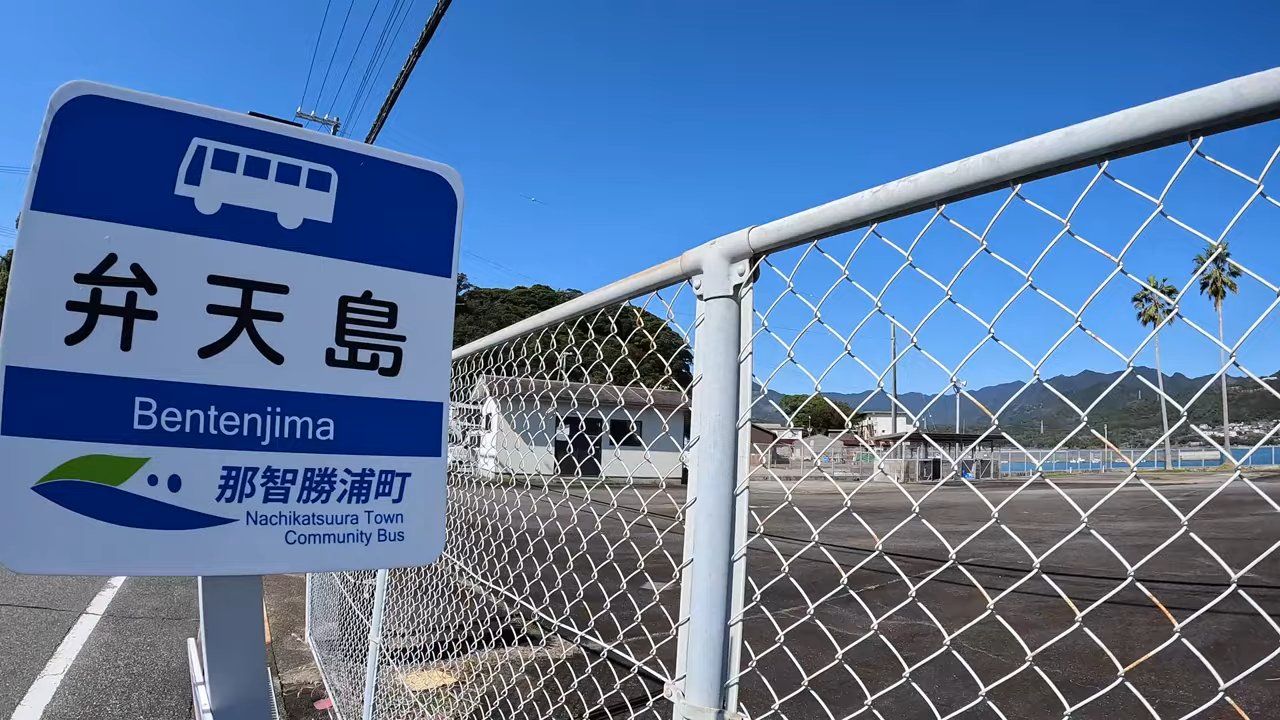 弁天島
Bentenjima
那智勝浦町
Nachikatsuura Town
Community Bus